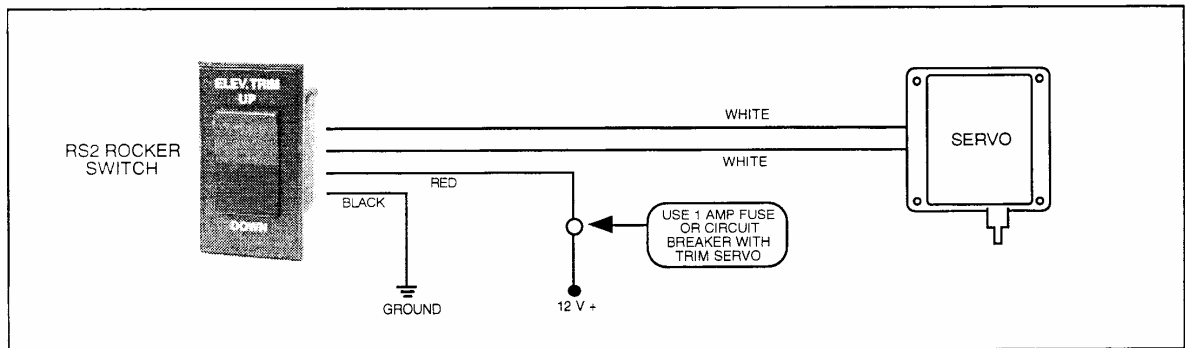 ELEV. TRIM
UP
DOWN
RS2 ROCKER
SWITCH
WHITE
WHITE
RED
BLACK
GROUND
12 V +
USE 1 AMP FUSE
OR CIRCUIT
BREAKER WITH
TRIM SERVO
SERVO